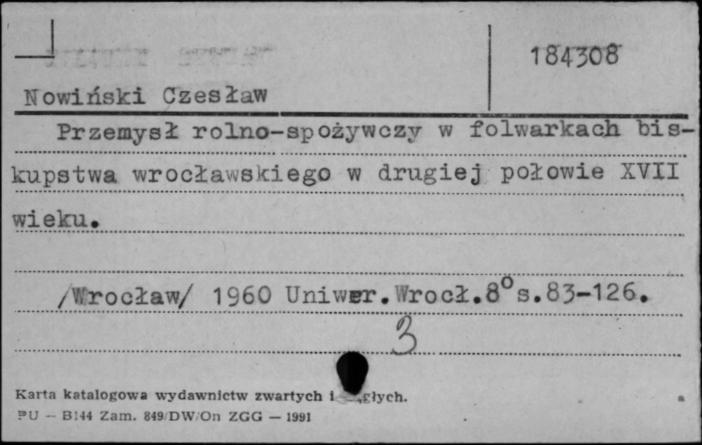 184308
Nowiński Czesław
Przemysł rolno-spożywczy w folwarkach bis-
kupstwa wrocławskiego w drugiej połowie XVII
wieku.
/Wrocław/ 1960 Uniwer.Wrocł.8° s.83-126.
3
Karta katalogowa wydawnictw zwartych i
PU — B144 Zam. 849/DW/On ZGG — 1991